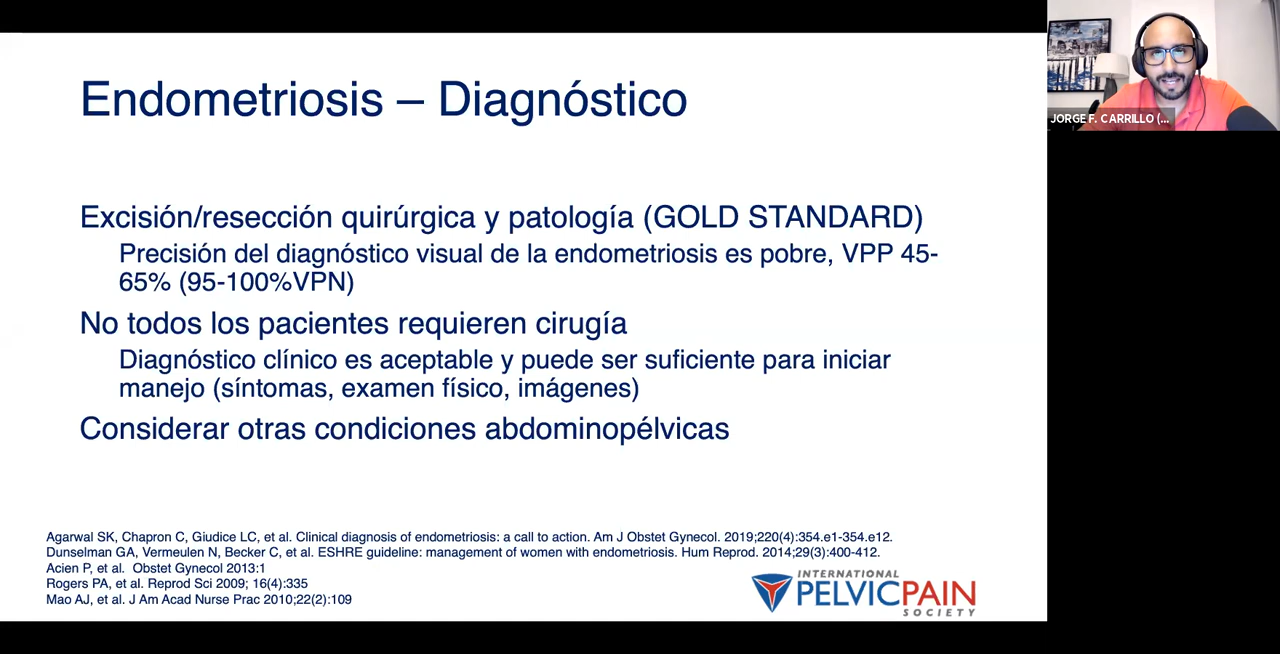 Endometriosis – Diagnóstico
Excisión/resección quirúrgica y patología (GOLD STANDARD)
Precisión del diagnóstico visual de la endometriosis es pobre, VPP 45-
65% (95-100%VPN)
No todos los pacientes requieren cirugía
Diagnóstico clínico es aceptable y puede ser suficiente para iniciar
manejo (síntomas, examen físico, imágenes)
Considerar otras condiciones abdominopélvicas
Agarwal SK, Chapron C, Giudice LC, et al. Clinical diagnosis of endometriosis: a call to action. Am J Obstet Gynecol. 2019;220(4):354.e1-354.e12.
Dunselman GA, Vermeulen N, Becker C, et al. ESHRE guideline: management of women with endometriosis. Hum Reprod. 2014;29(3):400-412.
Acien P, et al. Obstet Gynecol 2013:1
Rogers PA, et al. Reprod Sci 2009; 16(4):335
Mao AJ, et al. J Am Acad Nurse Prac 2010;22(2):109
INTERNATIONAL
PELVICPAIN
SOCIETY
JORGE F. CARRILLO (...